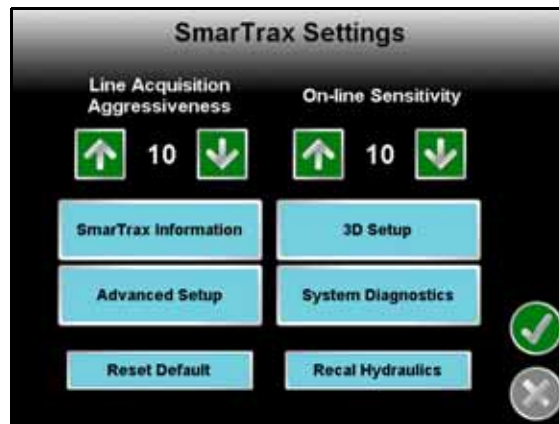 SmarTrax Settings
Line Acquisition
Aggressiveness
On-line Sensitivity
10
10
SmarTrax Information
3D Setup
Advanced Setup
System Diagnostics
Reset Default
Recal Hydraulics